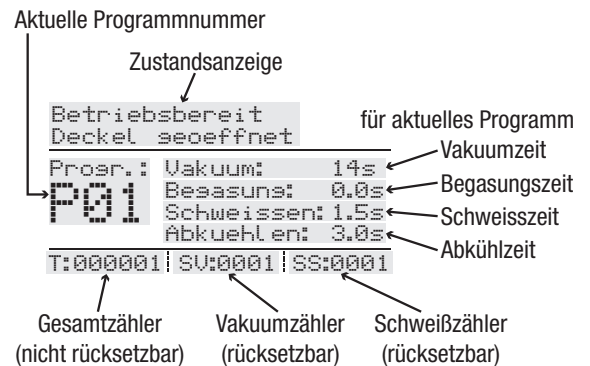 Aktuelle Programmnummer
Zustandsanzeige
Betriebsbereit
Deckel geoeffnet
für aktuelles Programm
Progr.:
P01
Vakuum: 14s
Begasung: 0.0s
Schweissen: 1.5s
Abkuehlen: 3.0s
Vakuumzeit
Begasungszeit
Schweisszeit
Abkühlzeit
T:000001 SV:0001 SS:0001
Gesamtzähler
(nicht rücksetzbar)
Vakuumzähler
(rücksetzbar)
Schweißzähler
(rücksetzbar)